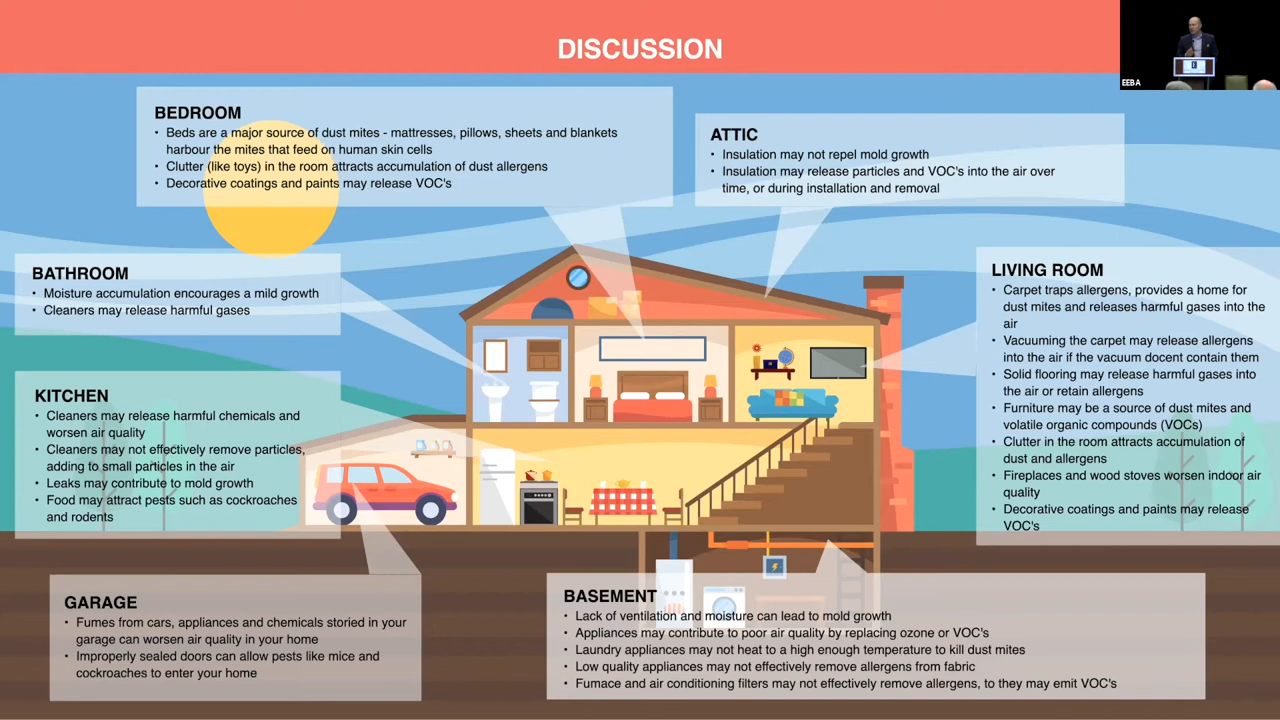 DISCUSSION
EEBA
BEDROOM
• Beds are a major source of dust mites - mattresses, pillows, sheets and blankets
harbour the mites that feed on human skin cells
• Clutter (like toys) in the room attracts accumulation of dust allergens
• Decorative coatings and paints may release VOC's
ATTIC
• Insulation may not repel mold growth
• Insulation may release particles and VOC's into the air over
time, or during installation and removal
BATHROOM
• Moisture accumulation encourages a mild growth
• Cleaners may release harmful gases
LIVING ROOM
• Carpet traps allergens, provides a home for
dust mites and releases harmful gases into the
air
• Vacuuming the carpet may release allergens
into the air if the vacuum docent contain them
• Solid flooring may release harmful gases into
the air or retain allergens
• Furniture may be a source of dust mites and
volatile organic compounds (VOCs)
• Clutter in the room attracts accumulation of
dust and allergens
• Fireplaces and wood stoves worsen indoor air
quality
• Decorative coatings and paints may release
VOC's
KITCHEN
• Cleaners may release harmful chemicals and
worsen air quality
• Cleaners may not effectively remove particles,
adding to small particles in the air
• Leaks may contribute to mold growth
• Food may attract pests such as cockroaches
and rodents
GARAGE
• Fumes from cars, appliances and chemicals storied in your
garage can worsen air quality in your home
• Improperly sealed doors can allow pests like mice and
cockroaches to enter your home
BASEMENT
• Lack of ventilation and moisture can lead to mold growth
• Appliances may contribute to poor air quality by replacing ozone or VOC's
• Laundry appliances may not heat to a high enough temperature to kill dust mites
• Low quality appliances may not effectively remove allergens from fabric
• Fumace and air conditioning filters may not effectively remove allergens, to they may emit VOC's